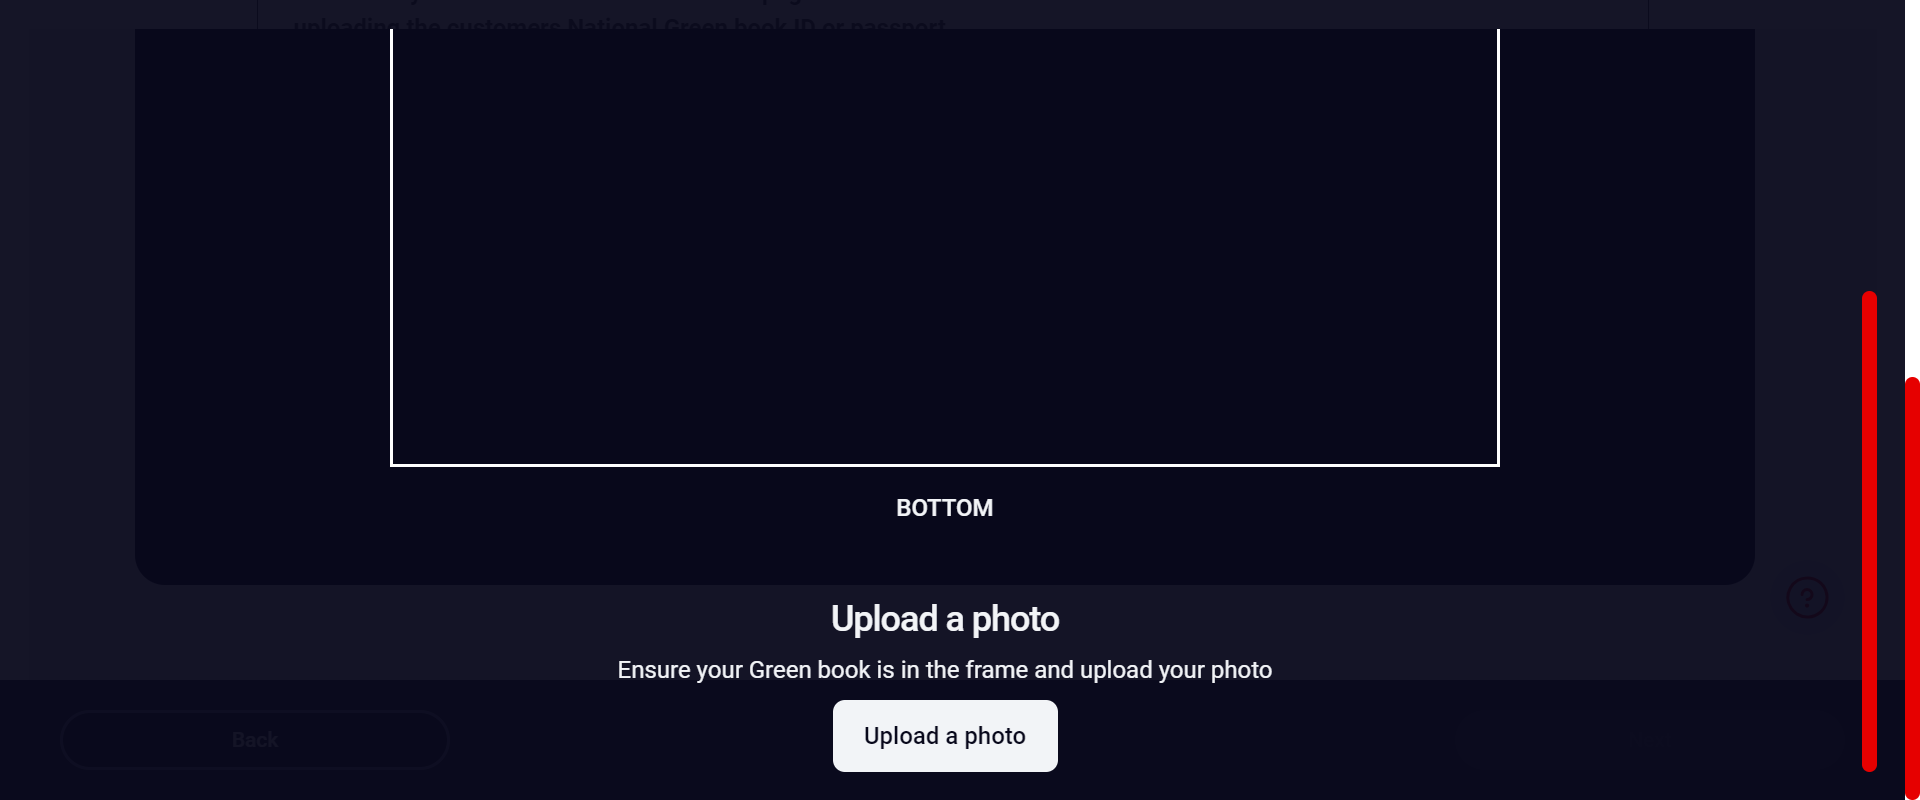 uploading the customers National Green book ID or passport
BOTTOM
Upload a photo
Ensure your Green book is in the frame and upload your photo
Back
Upload a photo